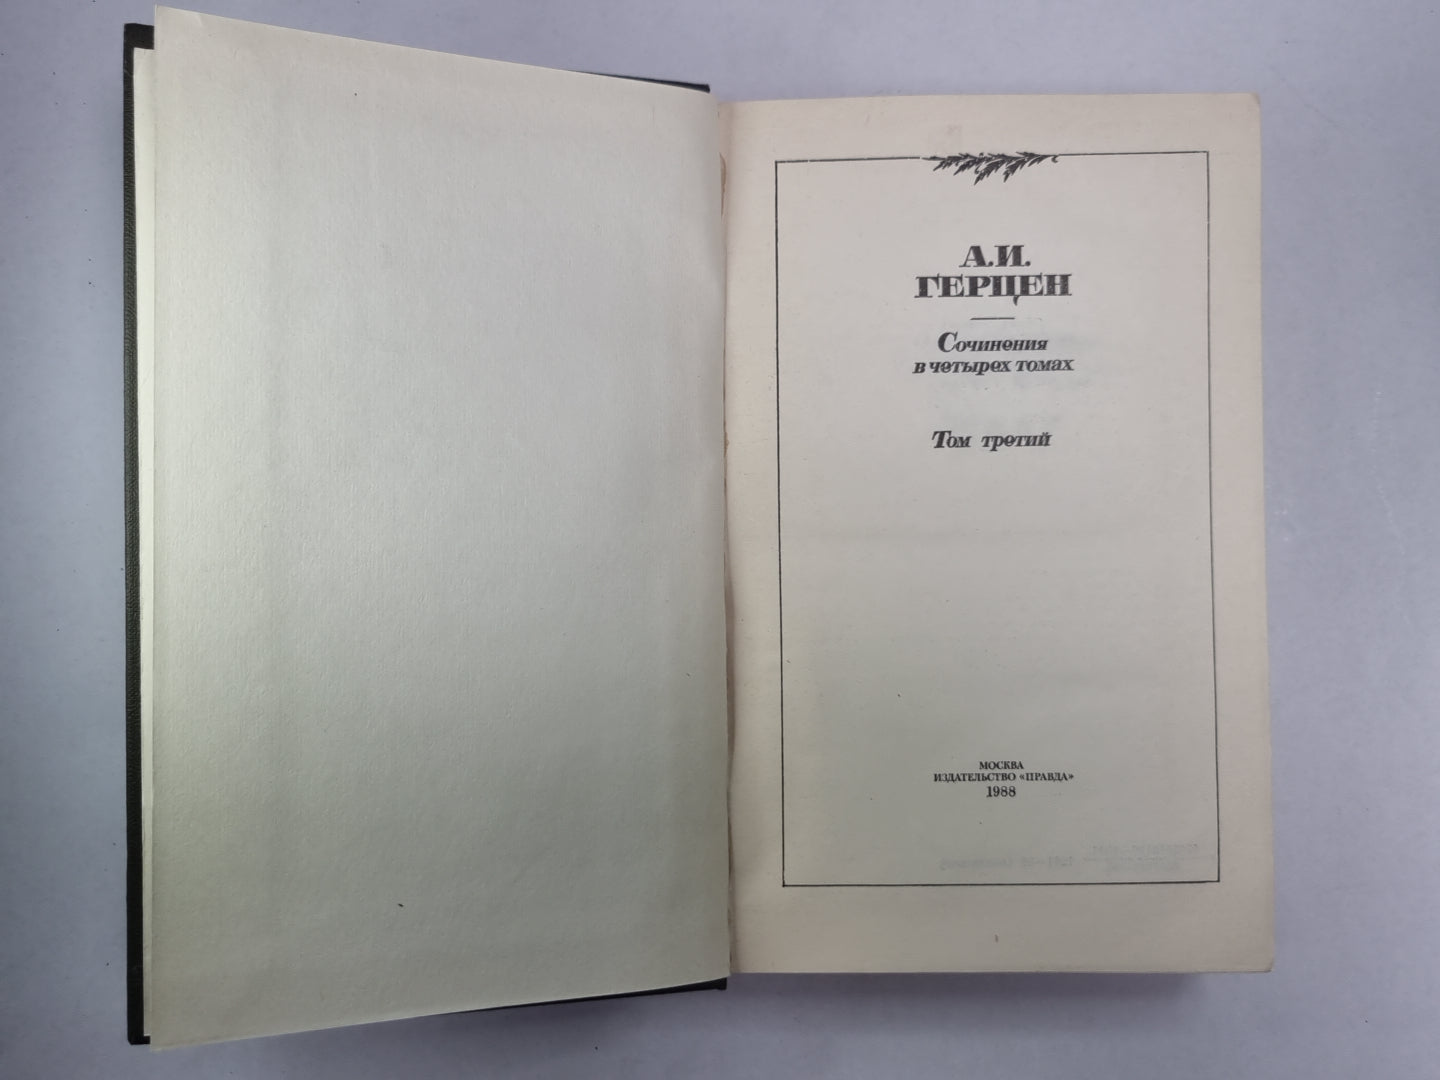 А.И.
ГЕРЦЕН
Сочинения
в четырех томах
Том третий
МОСКВА
ИЗДАТЕЛЬСТВО «ПРАВДА»
1988